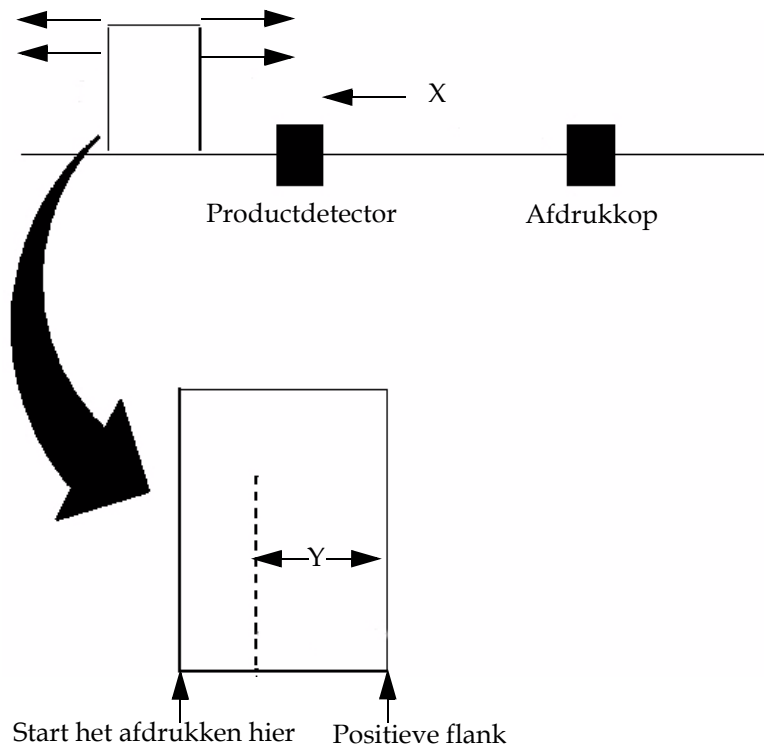 X
Productdetector
Afdrukkop
Y
Start het afdrukken hier
Positieve flank